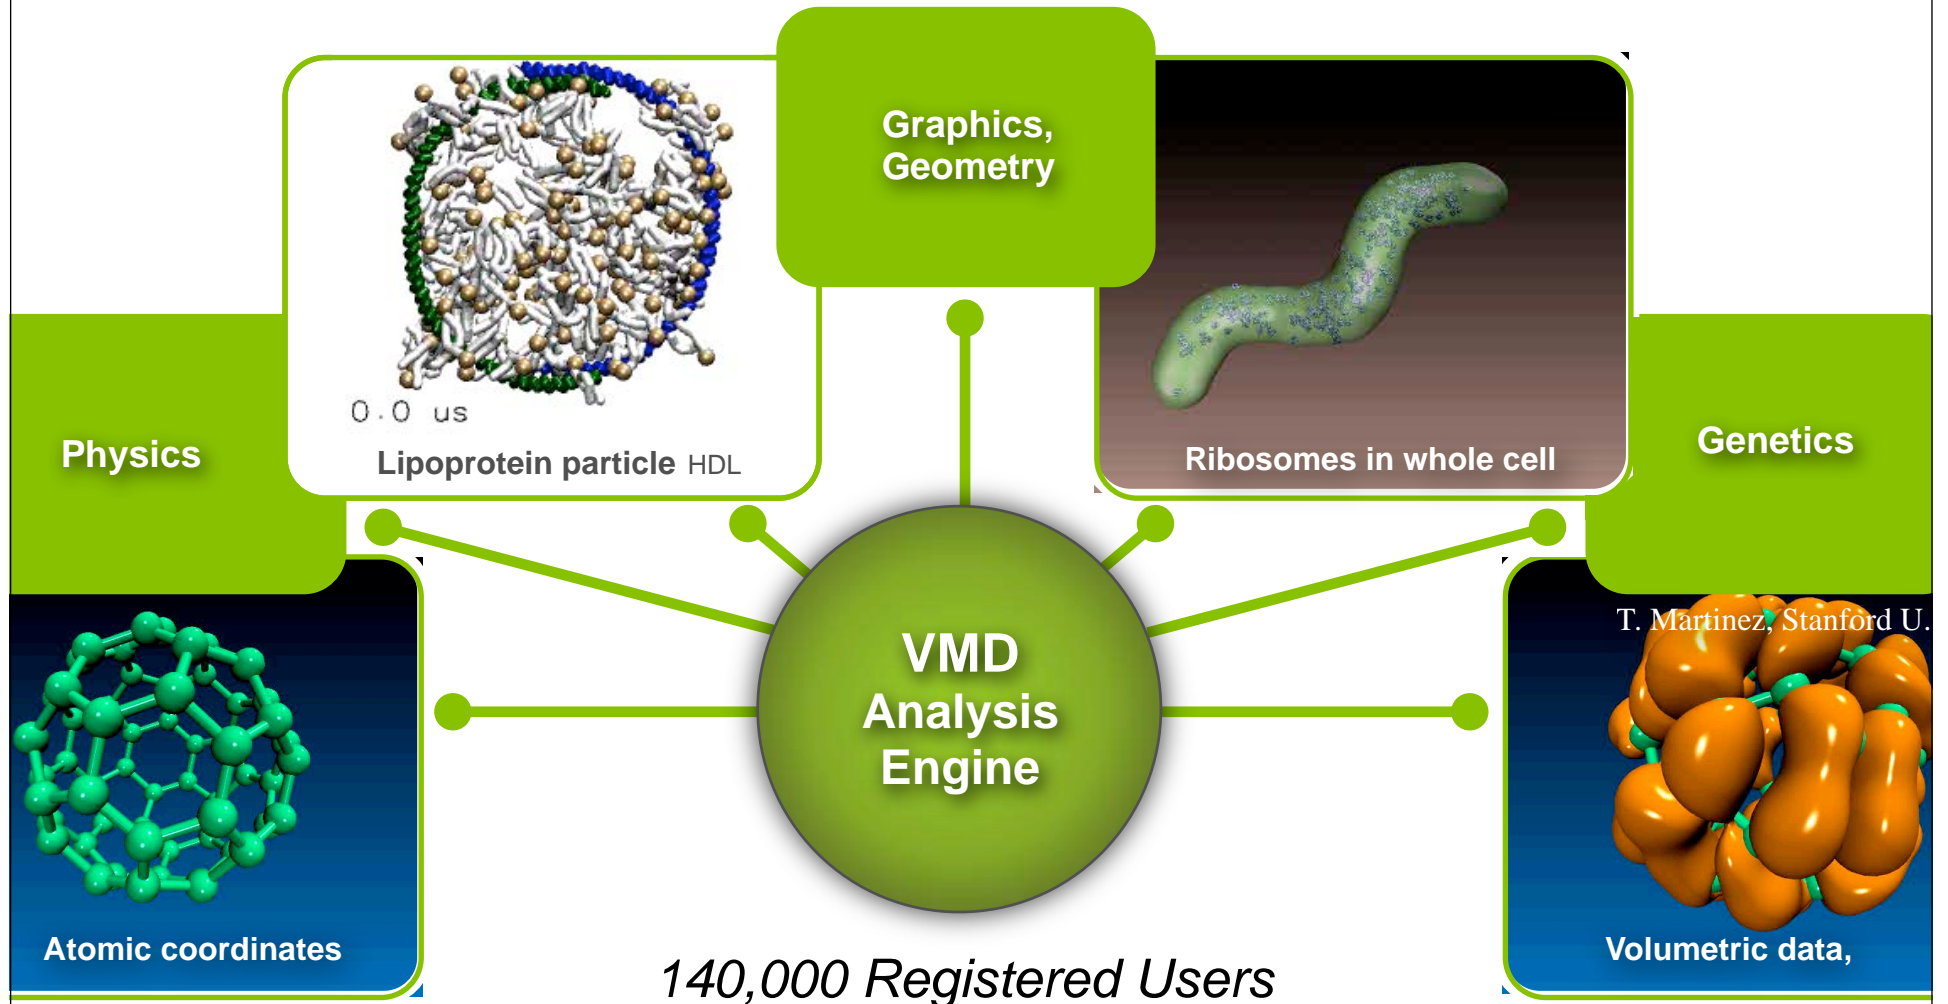 Graphics,
Geometry
0.0 us
Lipoprotein particle HDL
Ribosomes in whole cell
Physics
Genetics
T. Martinez, Stanford U.
VMD
Analysis
Engine
Atomic coordinates
Volumetric data,
140,000 Registered Users